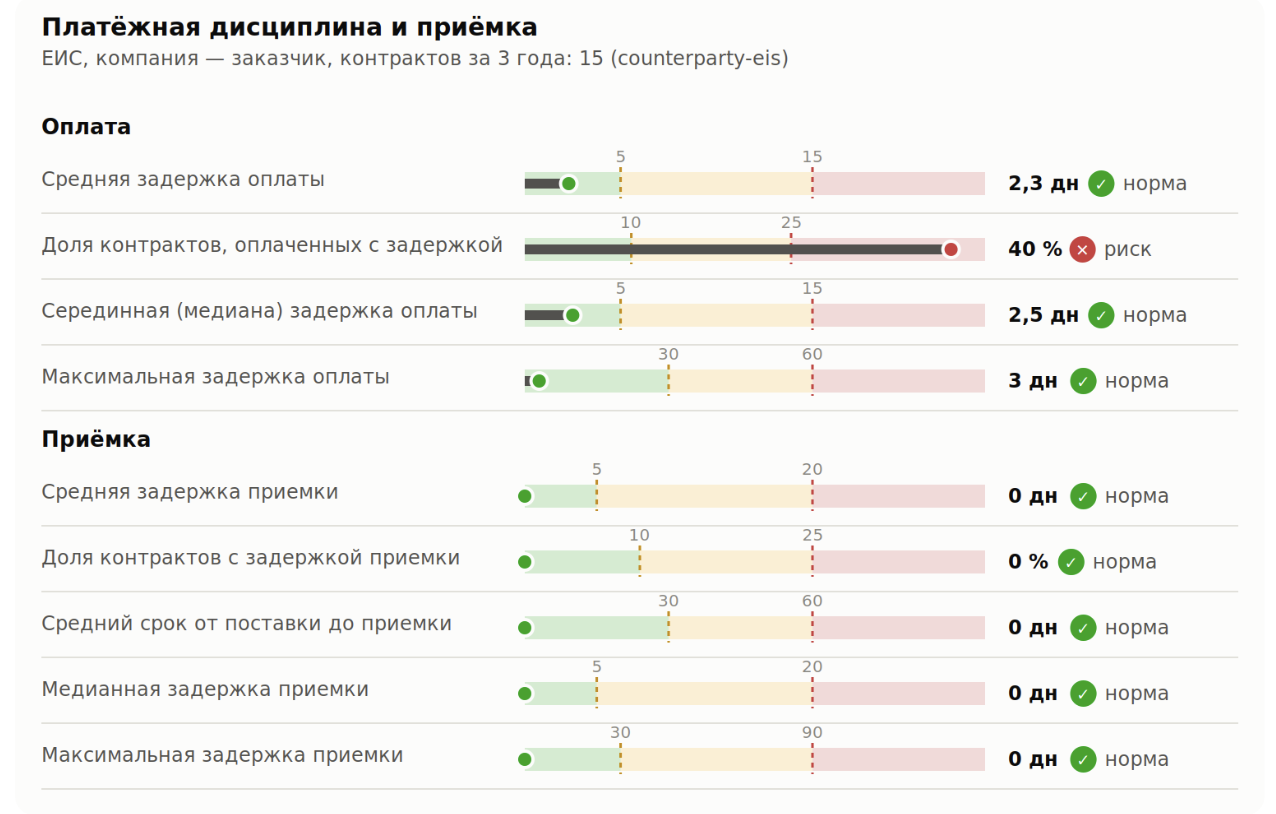 Платёжная дисциплина и приёмка
ЕИС, компания — заказчик, контрактов за 3 года: 15 (counterparty-eis)
Оплата
5 15
Средняя задержка оплаты 2,3 дн ✓ норма
10 25
Доля контрактов, оплаченных с задержкой 40 % ✕ риск
5 15
Серединная (медиана) задержка оплаты 2,5 дн ✓ норма
30 60
Максимальная задержка оплаты 3 дн ✓ норма
Приёмка
5 20
Средняя задержка приемки 0 дн ✓ норма
10 25
Доля контрактов с задержкой приемки 0 % ✓ норма
30 60
Средний срок от поставки до приемки 0 дн ✓ норма
5 20
Медианная задержка приемки 0 дн ✓ норма
30 90
Максимальная задержка приемки 0 дн ✓ норма